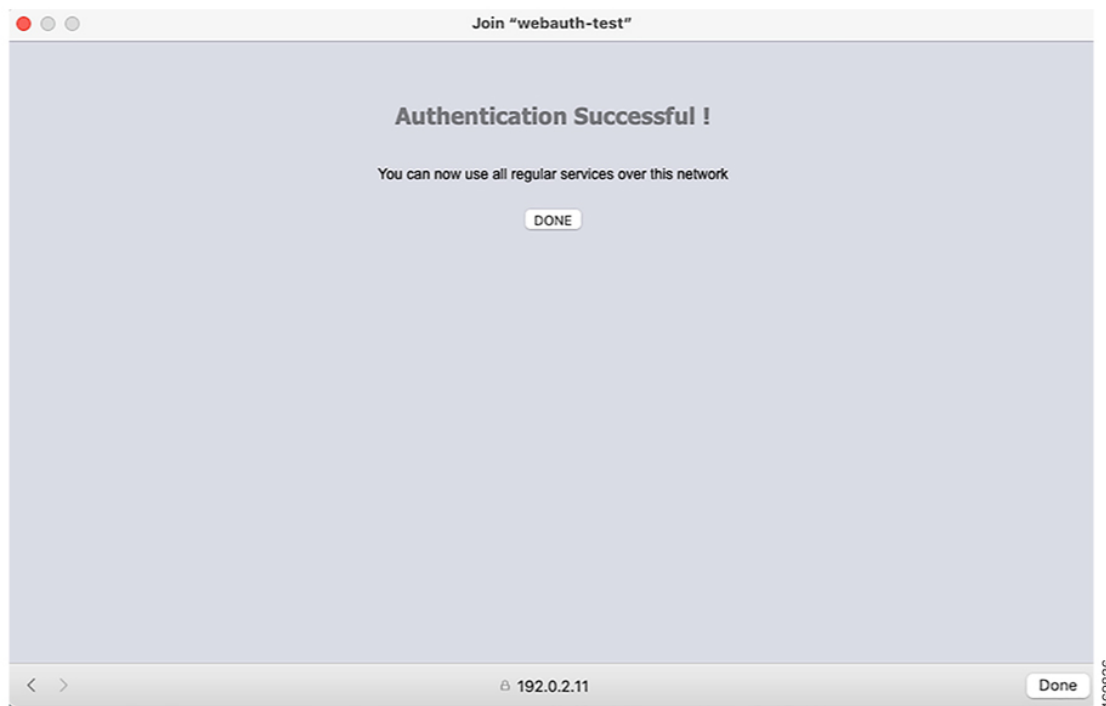 Join “webauth-test”
Authentication Successful !
You can now use all regular services over this network
DONE
192.0.2.11
Done